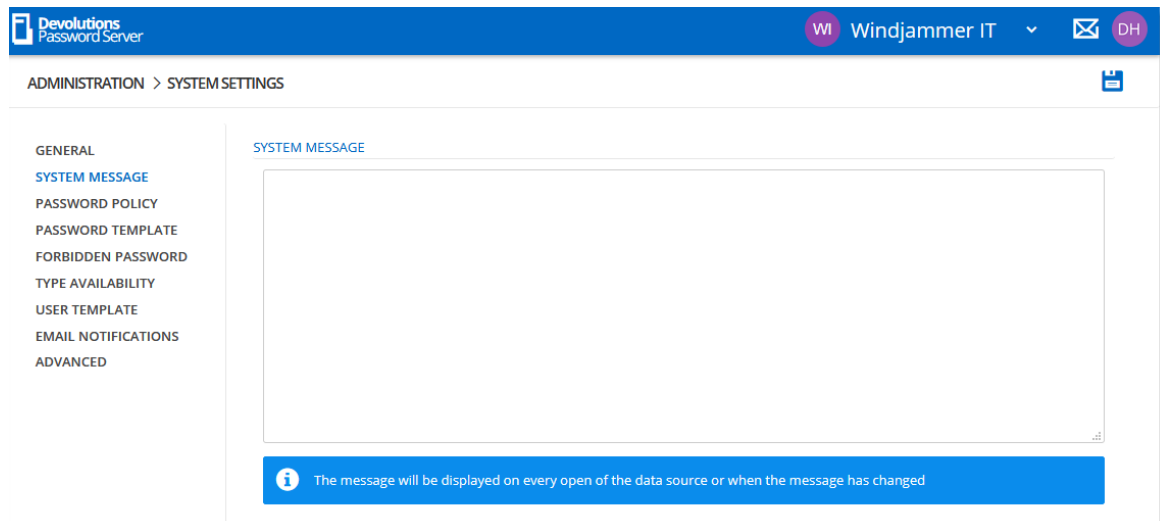 Devolutions
Password Server
WI Windjammer IT
DH
ADMINISTRATION > SYSTEM SETTINGS
GENERAL
SYSTEM MESSAGE
PASSWORD POLICY
PASSWORD TEMPLATE
FORBIDDEN PASSWORD
TYPE AVAILABILITY
USER TEMPLATE
EMAIL NOTIFICATIONS
ADVANCED
SYSTEM MESSAGE
The message will be displayed on every open of the data source or when the message has changed